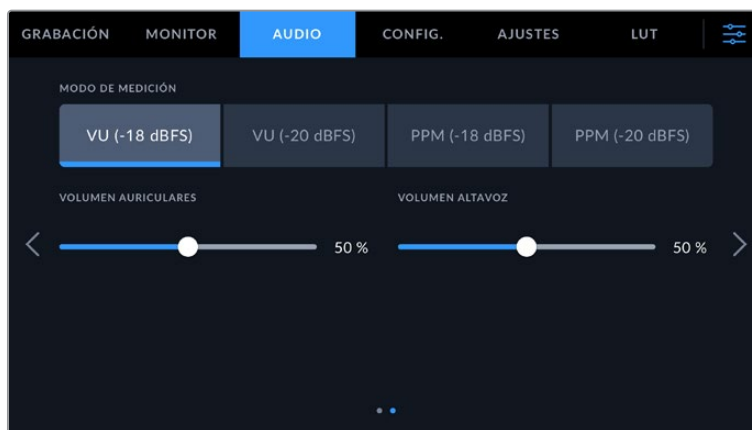 GRABACIÓN MONITOR AUDIO CONFIG. AJUSTES LUT
MODO DE MEDICIÓN
VU (-18 dBFS) VU (-20 dBFS) PPM (-18 dBFS) PPM (-20 dBFS)
VOLUMEN AURICULARES VOLUMEN ALTAVOZ
50 % 50 %